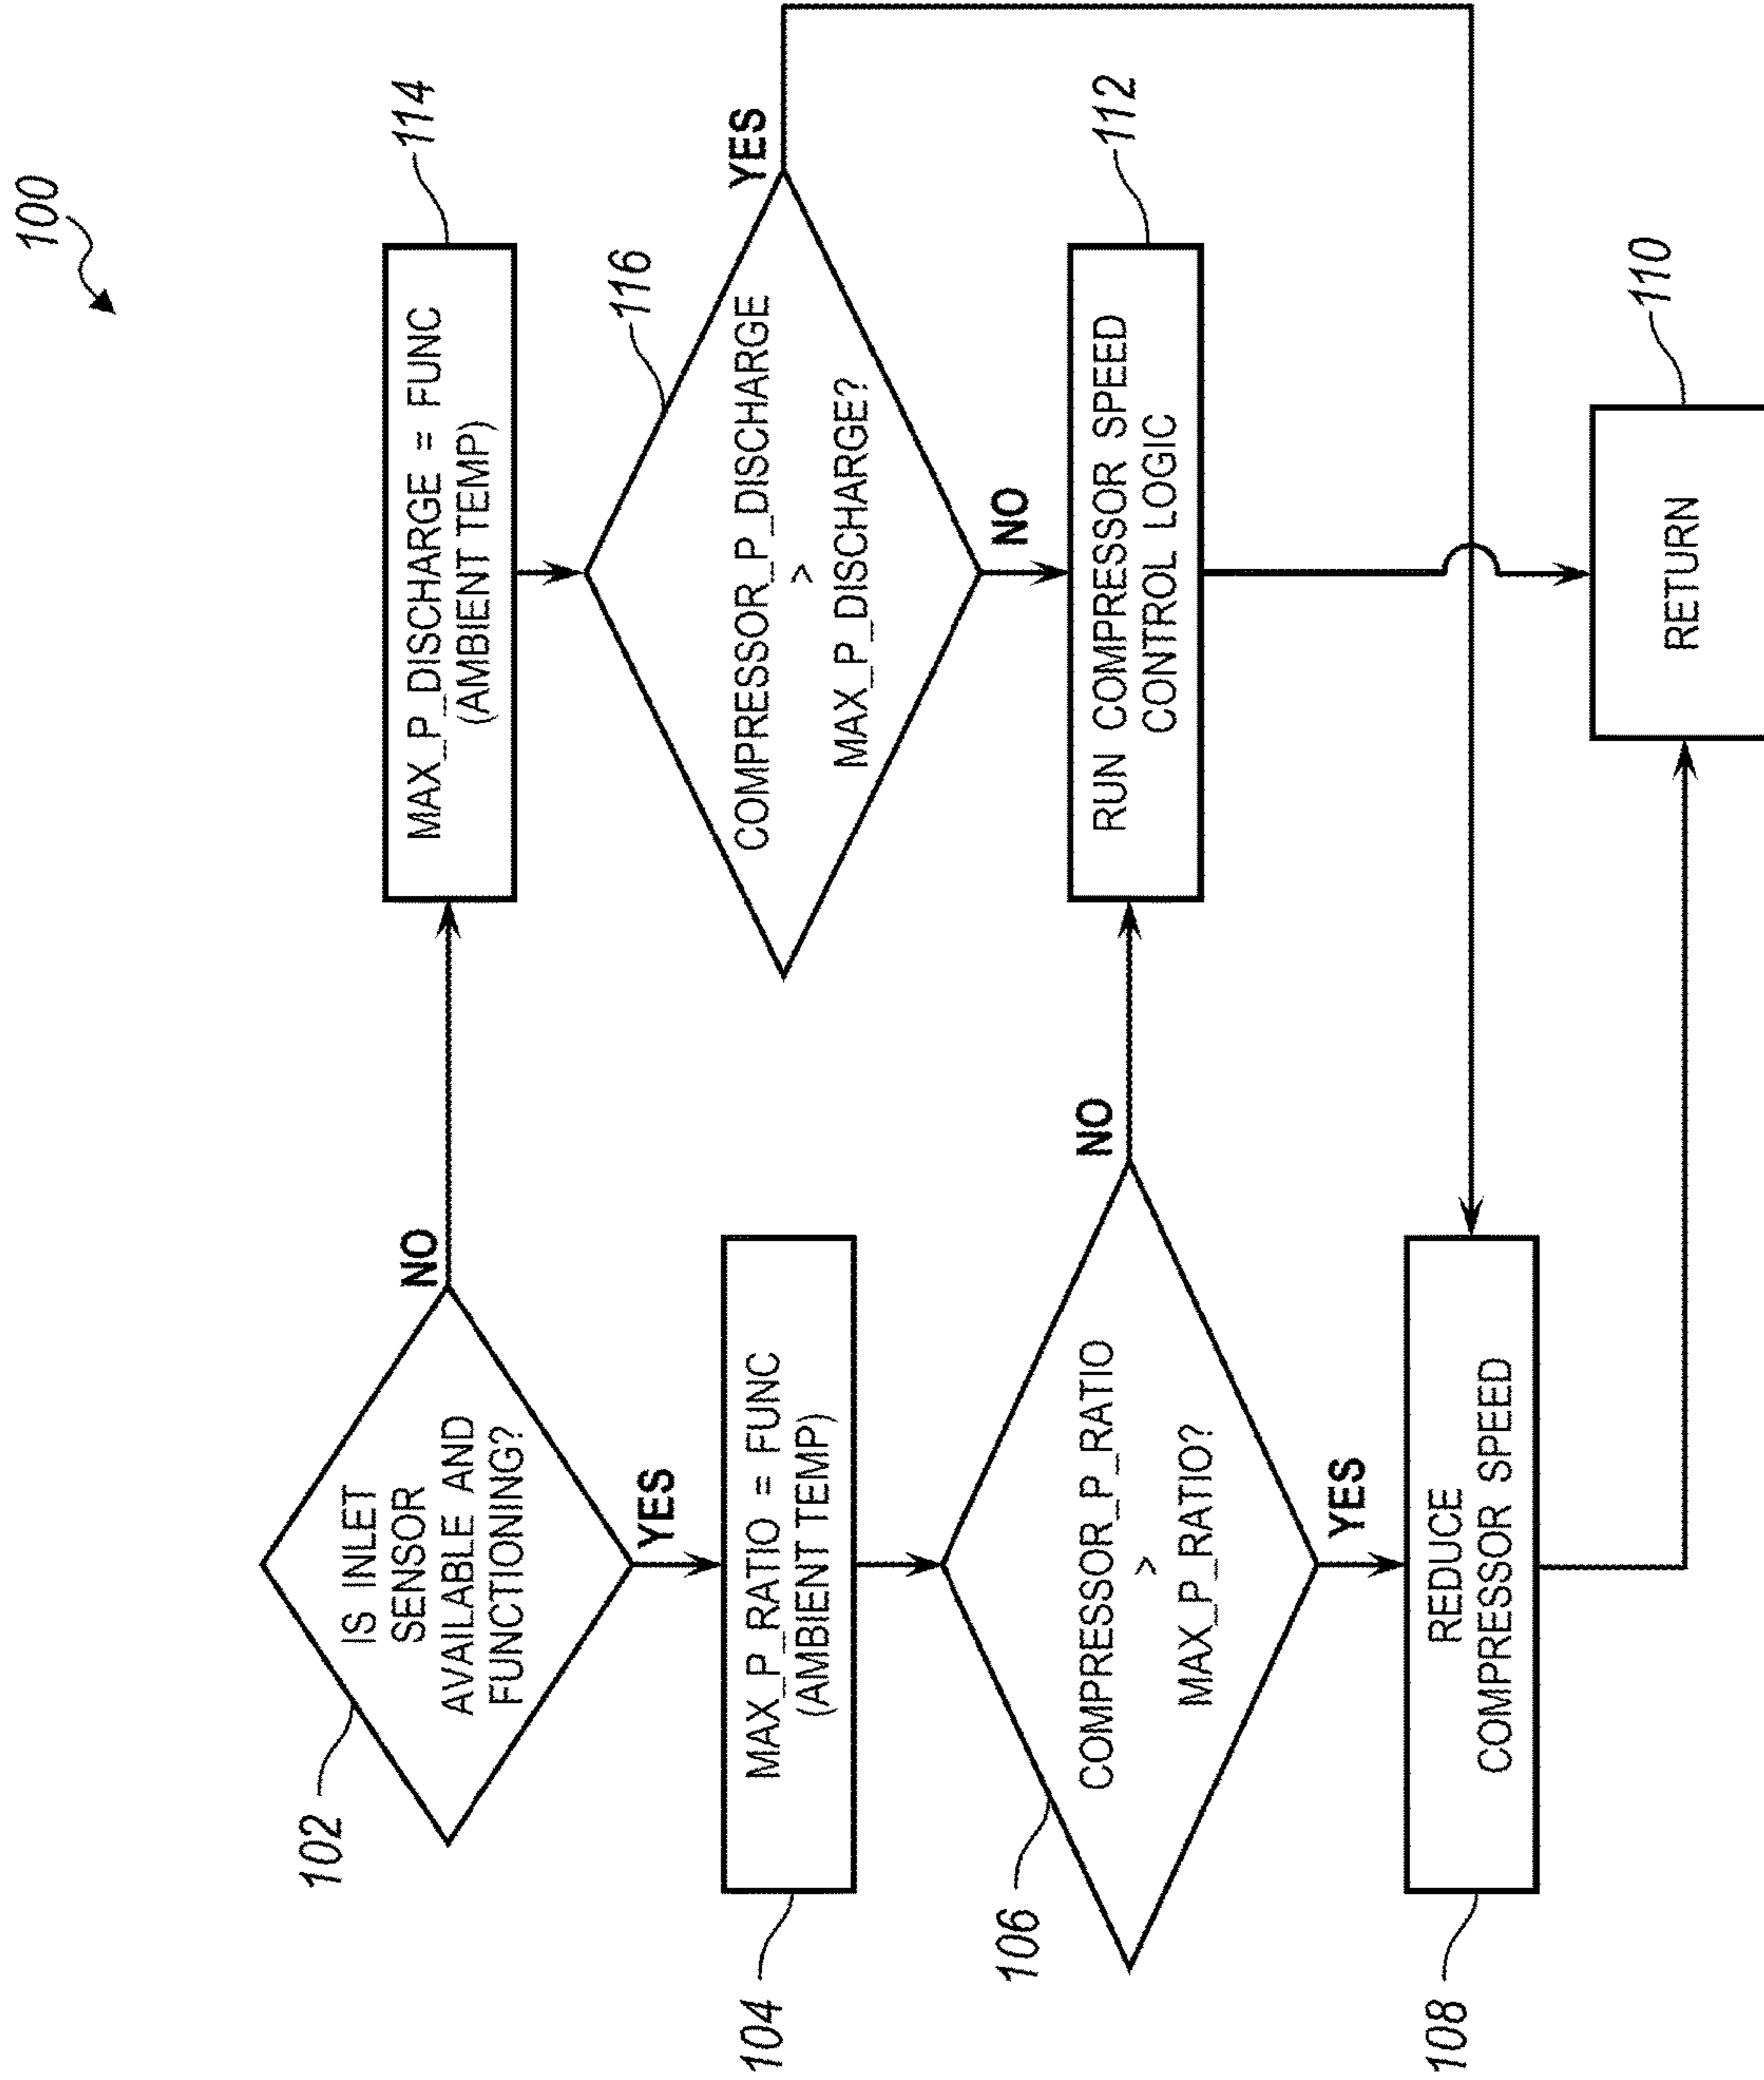 100
102
IS INLET
SENSOR
AVAILABLE AND
FUNCTIONING?
NO
YES
104
MAX_P_RATIO = FUNC
(AMBIENT TEMP)
106
COMPRESSOR_P_RATIO
>
MAX_P_RATIO?
NO
YES
108
REDUCE
COMPRESSOR SPEED
114
MAX_P_DISCHARGE = FUNC
(AMBIENT TEMP)
116
COMPRESSOR_P_DISCHARGE
>
MAX_P_DISCHARGE?
YES
NO
112
RUN COMPRESSOR SPEED
CONTROL LOGIC
110
RETURN